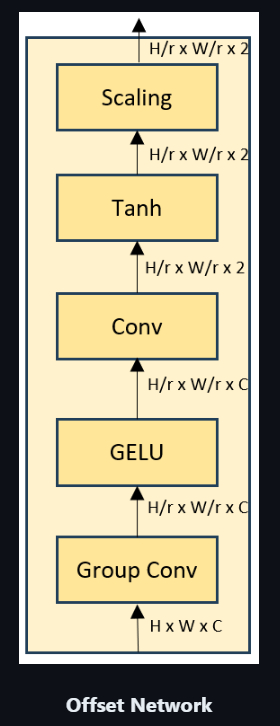 H/r x W/r x 2
Scaling
H/r x W/r x 2
Tanh
H/r x W/r x 2
Conv
H/r x W/r x C
GELU
H/r x W/r x C
Group Conv
H x W x C
Offset Network